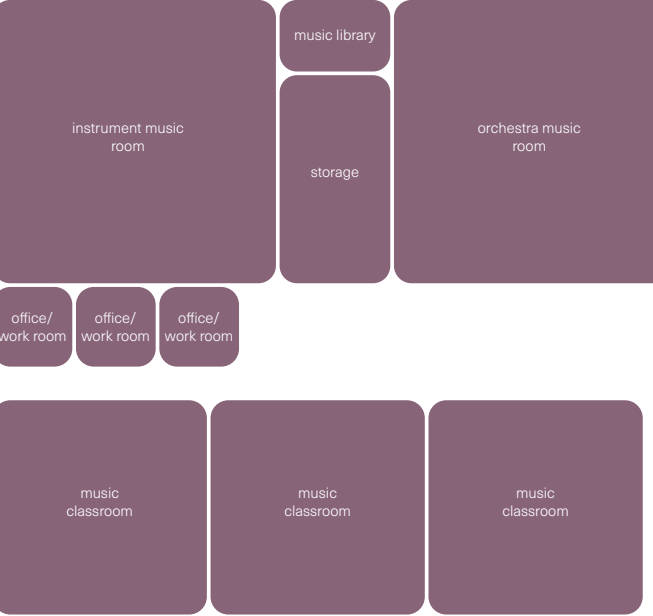 music library
instrument music
room
orchestra music
room
storage
office/
work room
office/
work room
office/
work room
music
classroom
music
classroom
music
classroom